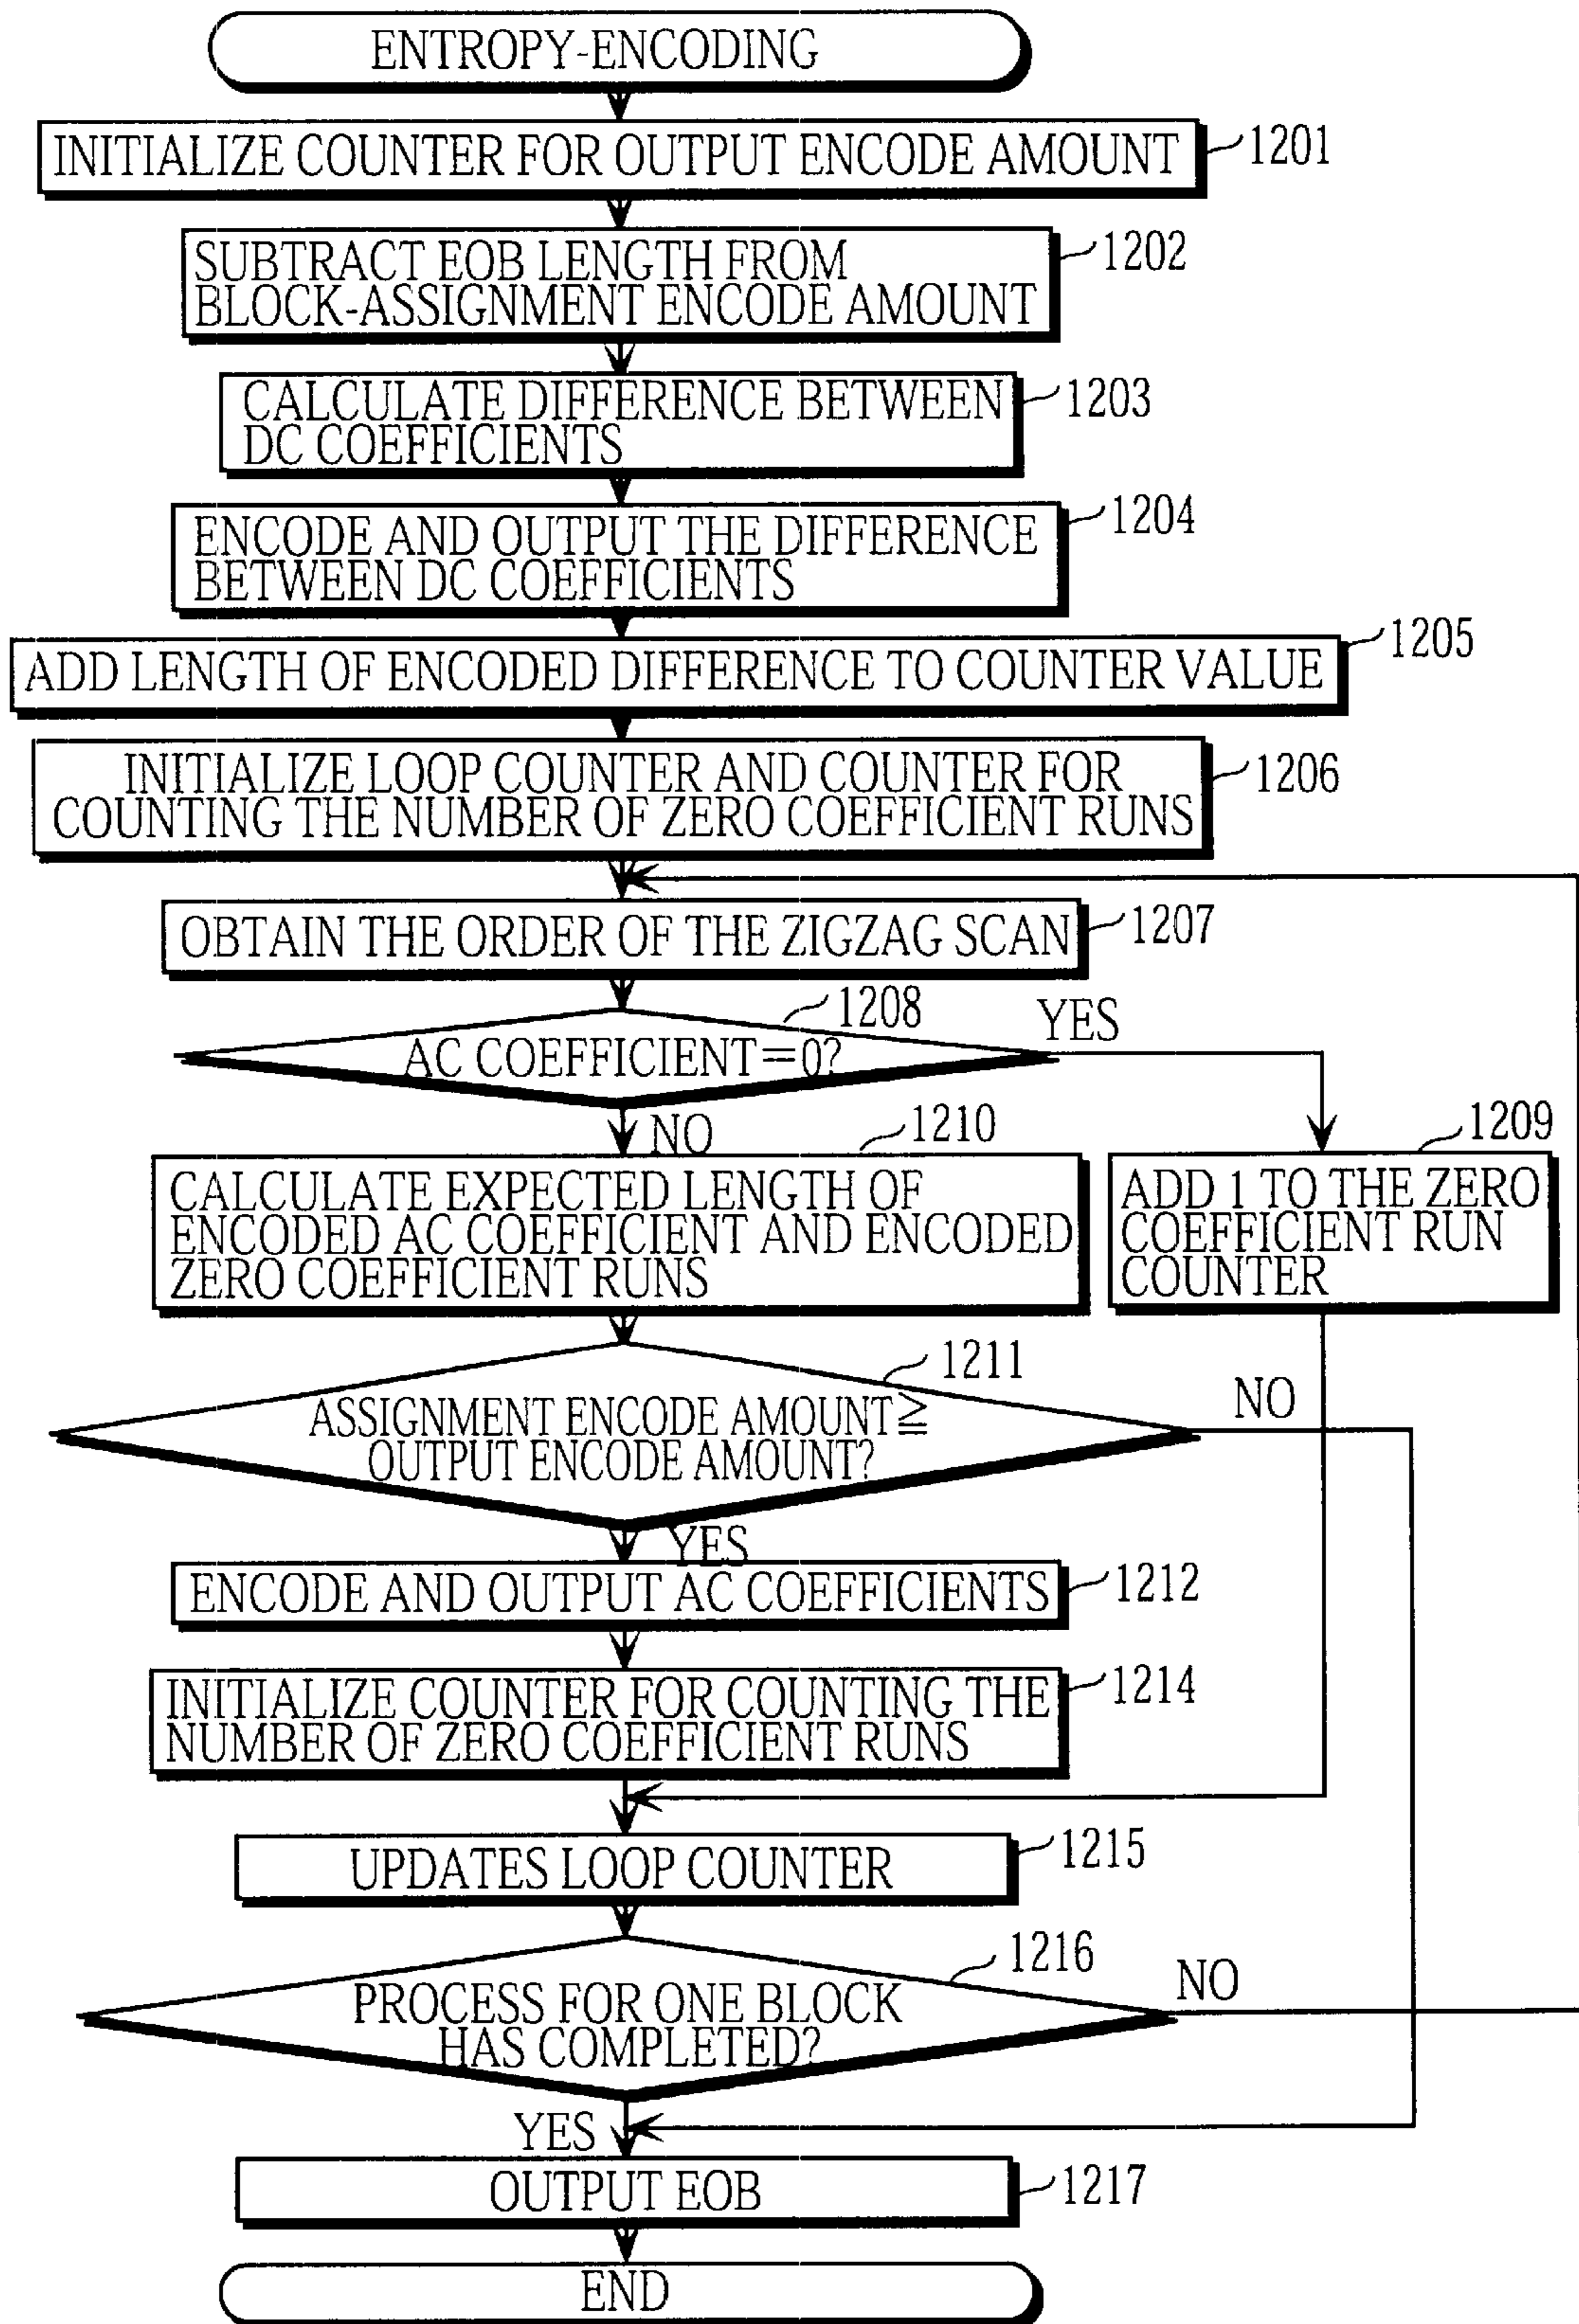 ENTROPY-ENCODING
INITIALIZE COUNTER FOR OUTPUT ENCODE AMOUNT
1201
SUBTRACT EOB LENGTH FROM
BLOCK-ASSIGNMENT ENCODE AMOUNT
1202
CALCULATE DIFFERENCE BETWEEN
DC COEFFICIENTS
1203
ENCODE AND OUTPUT THE DIFFERENCE
BETWEEN DC COEFFICIENTS
1204
ADD LENGTH OF ENCODED DIFFERENCE TO COUNTER VALUE
1205
INITIALIZE LOOP COUNTER AND COUNTER FOR
COUNTING THE NUMBER OF ZERO COEFFICIENT RUNS
1206
OBTAIN THE ORDER OF THE ZIGZAG SCAN
1207
1208
AC COEFFICIENT=0?
YES
NO
1210
CALCULATE EXPECTED LENGTH OF
ENCODED AC COEFFICIENT AND ENCODED
ZERO COEFFICIENT RUNS
1209
ADD 1 TO THE ZERO
COEFFICIENT RUN
COUNTER
1211
ASSIGNMENT ENCODE AMOUNT≧
OUTPUT ENCODE AMOUNT?
NO
YES
ENCODE AND OUTPUT AC COEFFICIENTS
1212
INITIALIZE COUNTER FOR COUNTING THE
NUMBER OF ZERO COEFFICIENT RUNS
1214
UPDATES LOOP COUNTER
1215
1216
PROCESS FOR ONE BLOCK
HAS COMPLETED?
NO
YES
OUTPUT EOB
1217
END